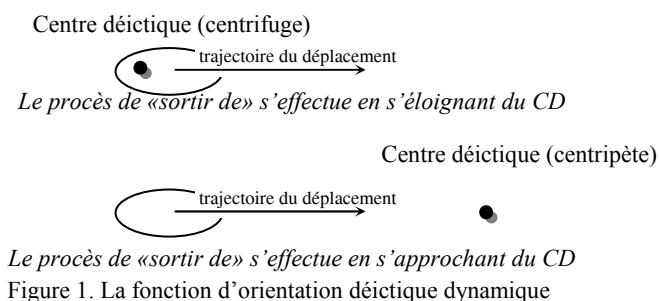 Centre déictique (centrifuge)
trajectoire du déplacement
Le procès de «sortir de» s’effectue en s’éloignant du CD
Centre déictique (centripète)
trajectoire du déplacement
Le procès de «sortir de» s’effectue en s’approchant du CD
Figure 1. La fonction d’orientation déictique dynamique